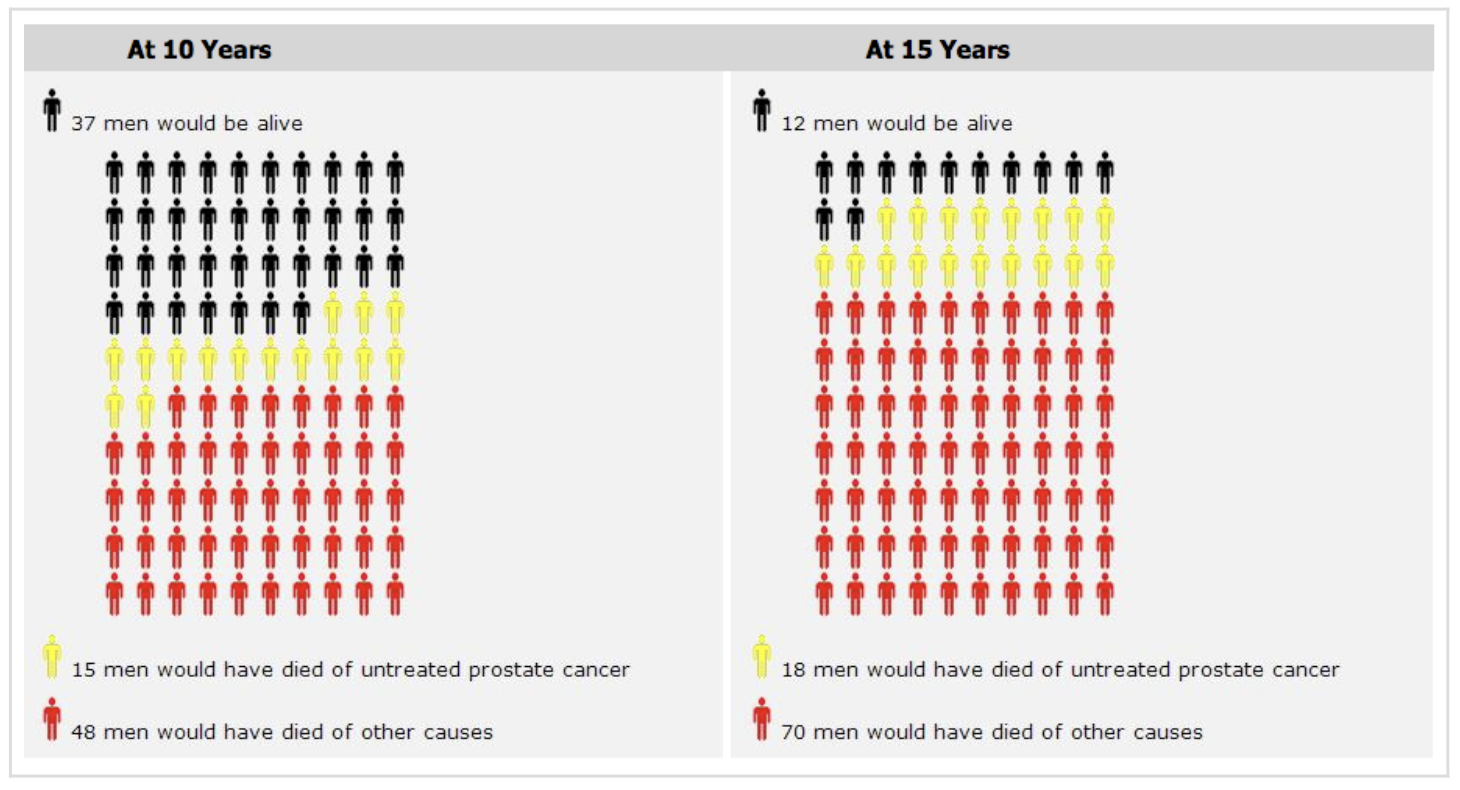 At 10 Years
37 men would be alive
15 men would have died of untreated prostate cancer
48 men would have died of other causes
At 15 Years
12 men would be alive
18 men would have died of untreated prostate cancer
70 men would have died of other causes